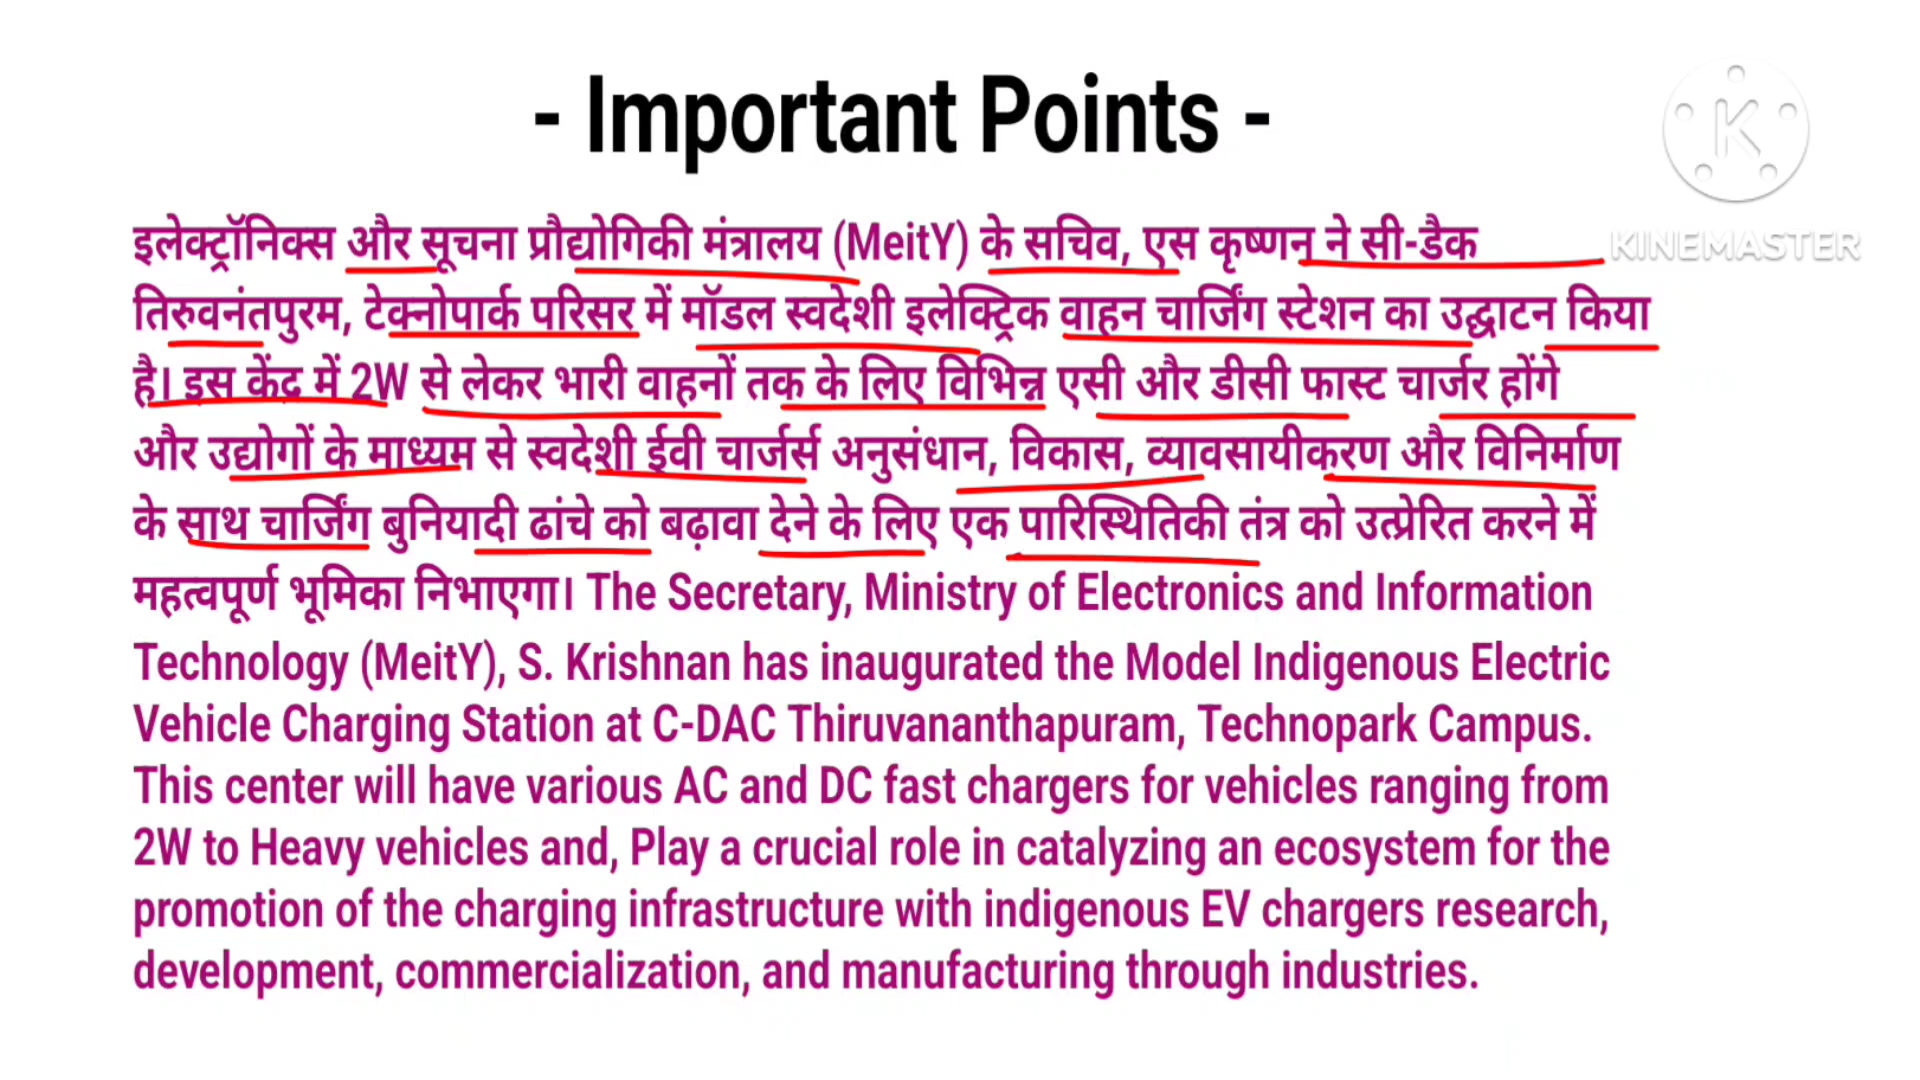 - Important Points -
K
KINEMASTER
इलेक्ट्रॉनिक्स और सूचना प्रौद्योगिकी मंत्रालय (MeitY) के सचिव, एस कृष्णन ने सी-डैक
तिरुवनंतपुरम, टेक्नोपार्क परिसर में मॉडल स्वदेशी इलेक्ट्रिक वाहन चार्जिंग स्टेशन का उद्घाटन किया
है। इस केंद्र में 2W से लेकर भारी वाहनों तक के लिए विभिन्न एसी और डीसी फास्ट चार्जर होंगे
और उद्योगों के माध्यम से स्वदेशी ईवी चार्जर्स अनुसंधान, विकास, व्यावसायीकरण और विनिर्माण
के साथ चार्जिंग बुनियादी ढांचे को बढ़ावा देने के लिए एक पारिस्थितिकी तंत्र को उत्प्रेरित करने में
महत्वपूर्ण भूमिका निभाएगा। The Secretary, Ministry of Electronics and Information
Technology (MeitY), S. Krishnan has inaugurated the Model Indigenous Electric
Vehicle Charging Station at C-DAC Thiruvananthapuram, Technopark Campus.
This center will have various AC and DC fast chargers for vehicles ranging from
2W to Heavy vehicles and, Play a crucial role in catalyzing an ecosystem for the
promotion of the charging infrastructure with indigenous EV chargers research,
development, commercialization, and manufacturing through industries.